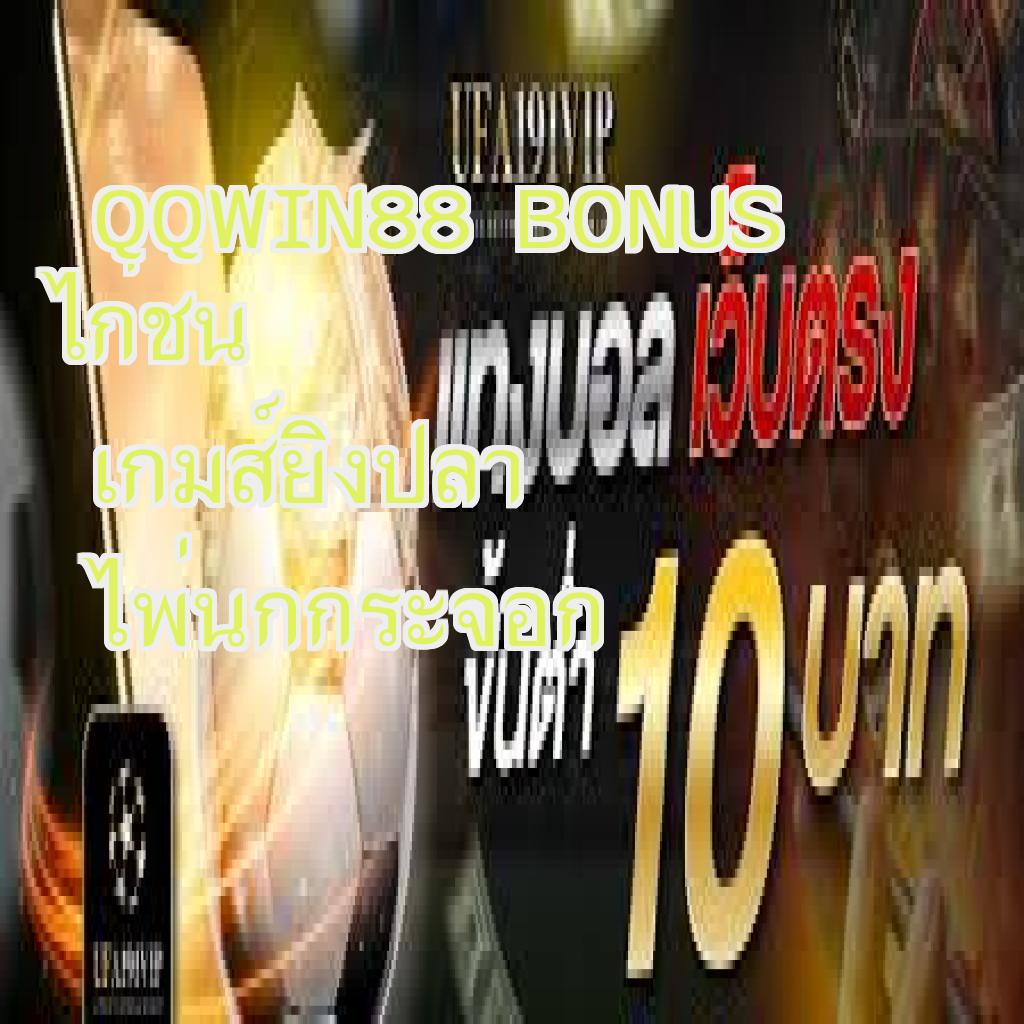 UFA191VIP
QQWIN88 BONUS
ไก่ชน
แทงบอล เว็บตรง
เกมส์ยิงปลา
ไพ่นกกระจอก
ขั้นต่ำ 10 บาท
UFA191VIP